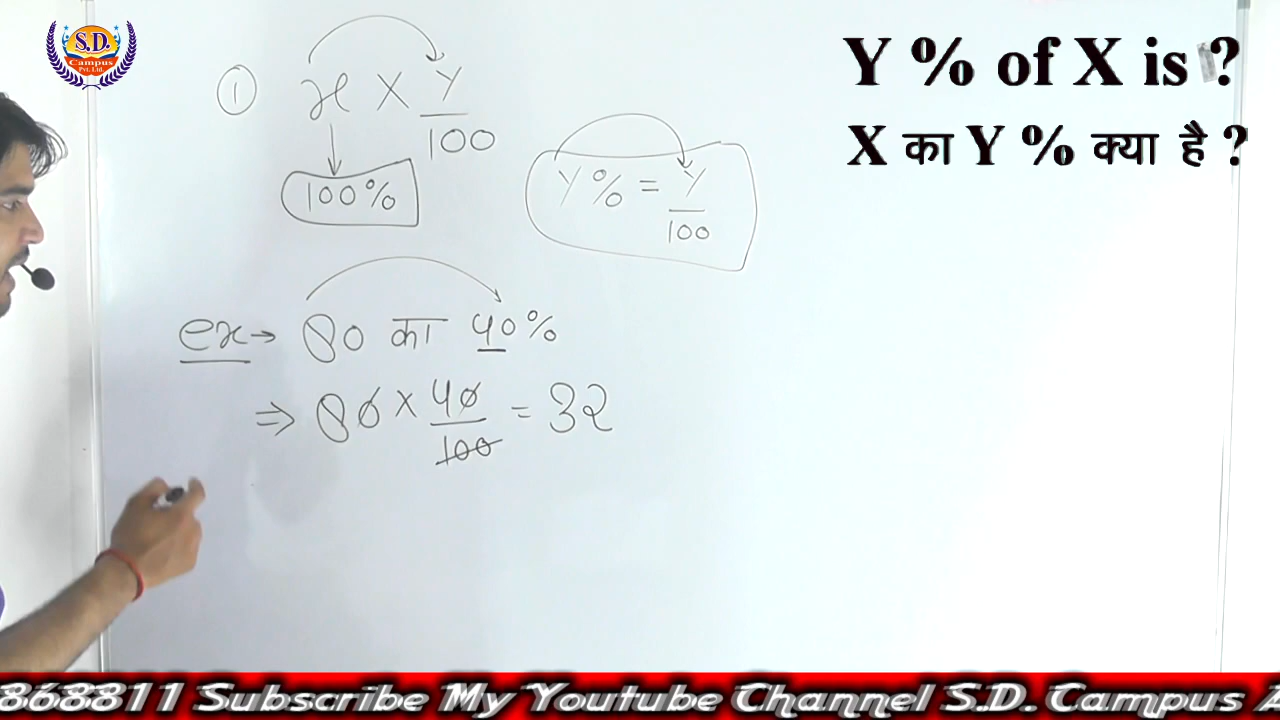 S.D.
Campus
Pvt. Ltd.
Y % of X is ?
X का Y % क्या है ?
① x × Y/100
100%
Y% = Y/100
ex → 80 का 40%
⇒ 80 × 40/100 = 32
868811 Subscribe My Youtube Channel S.D. Campus A